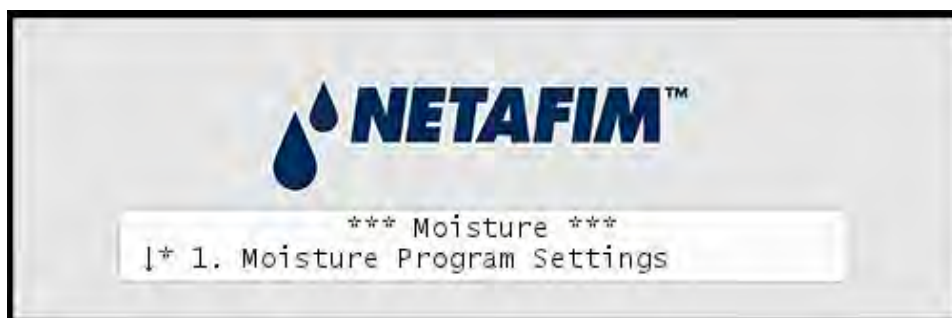 NETAFIM™
*** Moisture ***
↓* 1. Moisture Program Settings